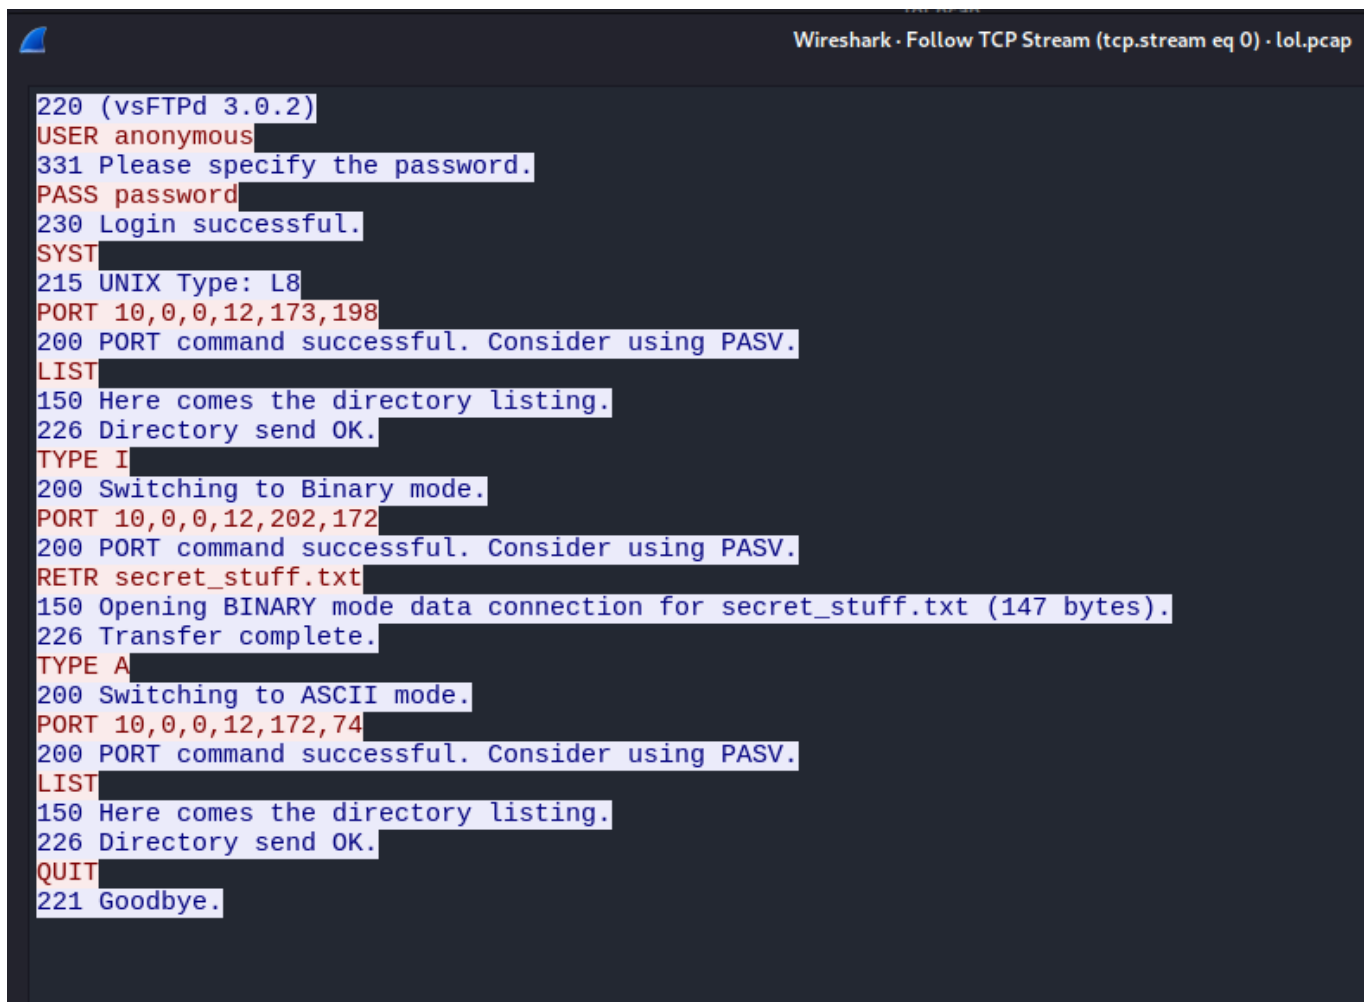 Wireshark · Follow TCP Stream (tcp.stream eq 0) · lol.pcap
220 (vsFTPd 3.0.2)
USER anonymous
331 Please specify the password.
PASS password
230 Login successful.
SYST
215 UNIX Type: L8
PORT 10,0,0,12,173,198
200 PORT command successful. Consider using PASV.
LIST
150 Here comes the directory listing.
226 Directory send OK.
TYPE I
200 Switching to Binary mode.
PORT 10,0,0,12,202,172
200 PORT command successful. Consider using PASV.
RETR secret_stuff.txt
150 Opening BINARY mode data connection for secret_stuff.txt (147 bytes).
226 Transfer complete.
TYPE A
200 Switching to ASCII mode.
PORT 10,0,0,12,172,74
200 PORT command successful. Consider using PASV.
LIST
150 Here comes the directory listing.
226 Directory send OK.
QUIT
221 Goodbye.